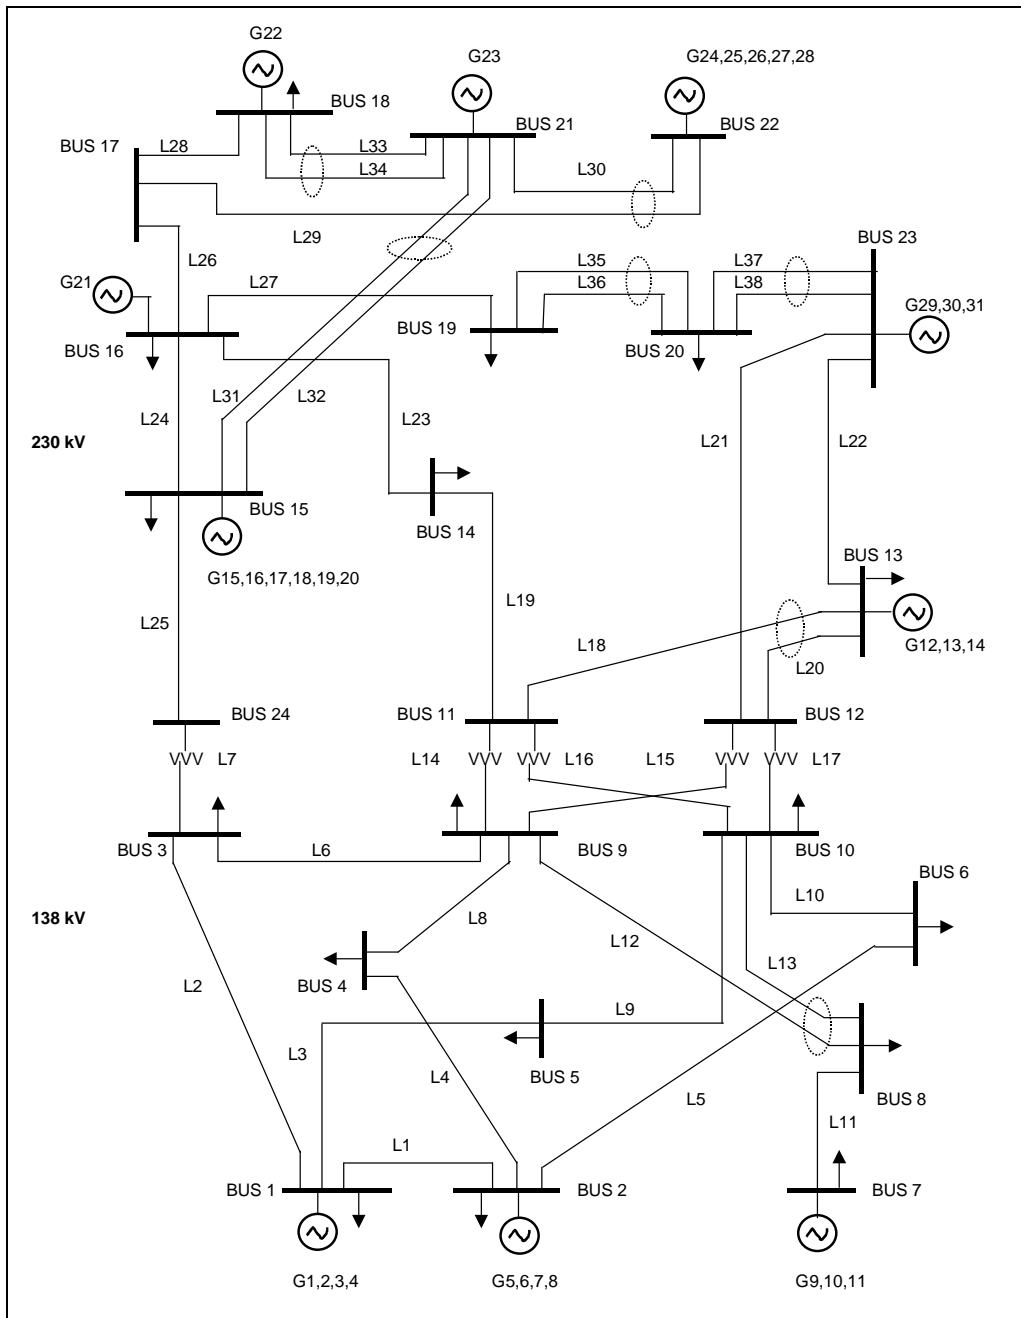 G22
G23
G24,25,26,27,28
BUS 18
BUS 21
BUS 22
BUS 17
L28
L33
L34
L30
L29
BUS 23
L26
L35
L37
G21
L27
L36
L38
G29,30,31
BUS 19
BUS 16
BUS 20
L31
L32
L24
L23
L21
L22
230 kV
BUS 15
BUS 14
BUS 13
G15,16,17,18,19,20
L19
L25
L18
G12,13,14
L20
BUS 24
BUS 11
BUS 12
VVV L7
L14 VVV VVV L16
L15 VVV VVV L17
BUS 3
L6
BUS 9
BUS 10
BUS 6
L10
138 kV
L8
L12
L13
BUS 4
L2
L9
L3
L4
BUS 5
L5
BUS 8
L11
L1
BUS 1
BUS 2
BUS 7
G1,2,3,4
G5,6,7,8
G9,10,11